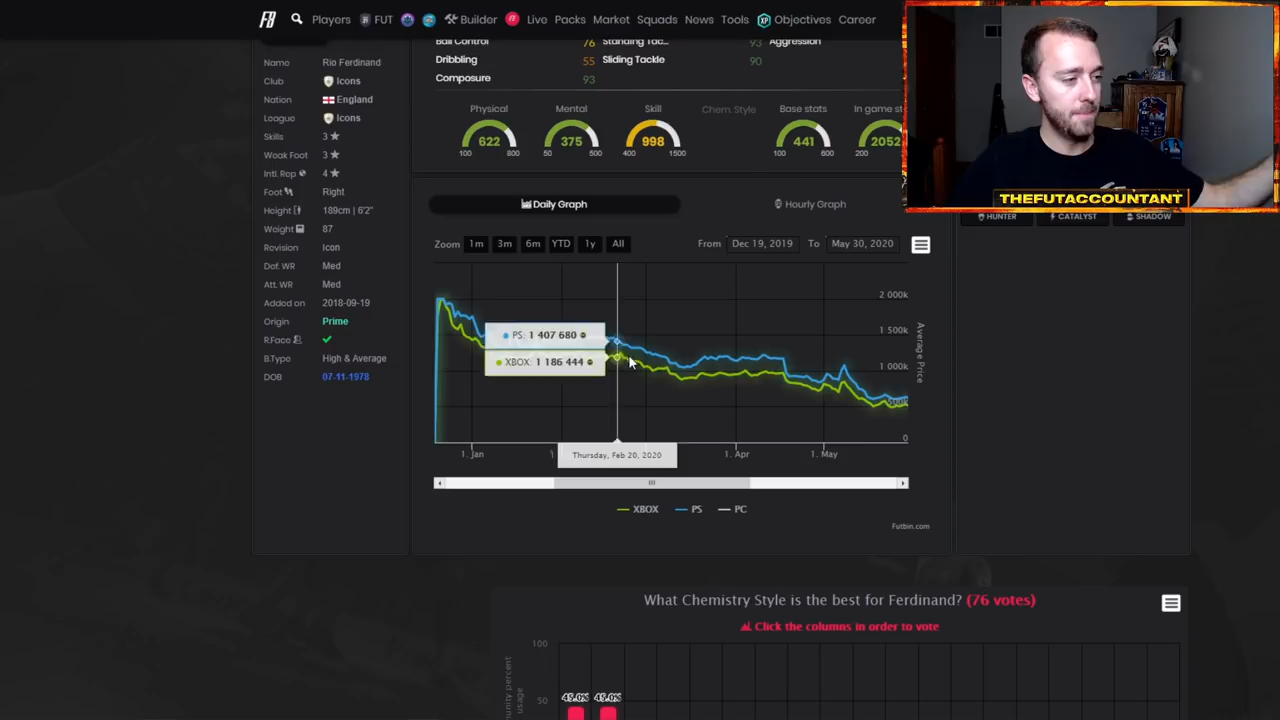 Players FUT Builder Live Packs Market Squads News Tools XP Objectives Career
Ball Control 76 Standing Tac... 93 Aggression
Dribbling 55 Sliding Tackle 90
Composure 93
Name Rio Ferdinand
Club Icons
Nation England
League Icons
Skills 3 ★
Weak Foot 3 ★
Intl. Rep 4 ★
Foot Right
Height 189cm | 6'2"
Weight 87
Revision Icon
Def. WR Med
Att. WR Med
Added on 2018-09-19
Origin Prime
R.Face
B.Type High & Average
DOB 07-11-1978
Physical Mental Skill Chem. Style Base stats In game st
622 375 998 441 2052
100 800 50 500 400 1500 100 600 200
THEFUTACCOUNTANT
HUNTER CATALYST SHADOW
Daily Graph Hourly Graph
Zoom 1m 3m 6m YTD 1y All From Dec 19, 2019 To May 30, 2020
2 000k
1 500k
1 000k
500k
0
Average Price
PS: 1 407 680
XBOX: 1 186 444
1. Jan 1. Apr 1. May
Thursday, Feb 20, 2020
XBOX PS PC
Futbin.com
What Chemistry Style is the best for Ferdinand? (76 votes)
Click the columns in order to vote
100
50
45.0% 45.0%
usage